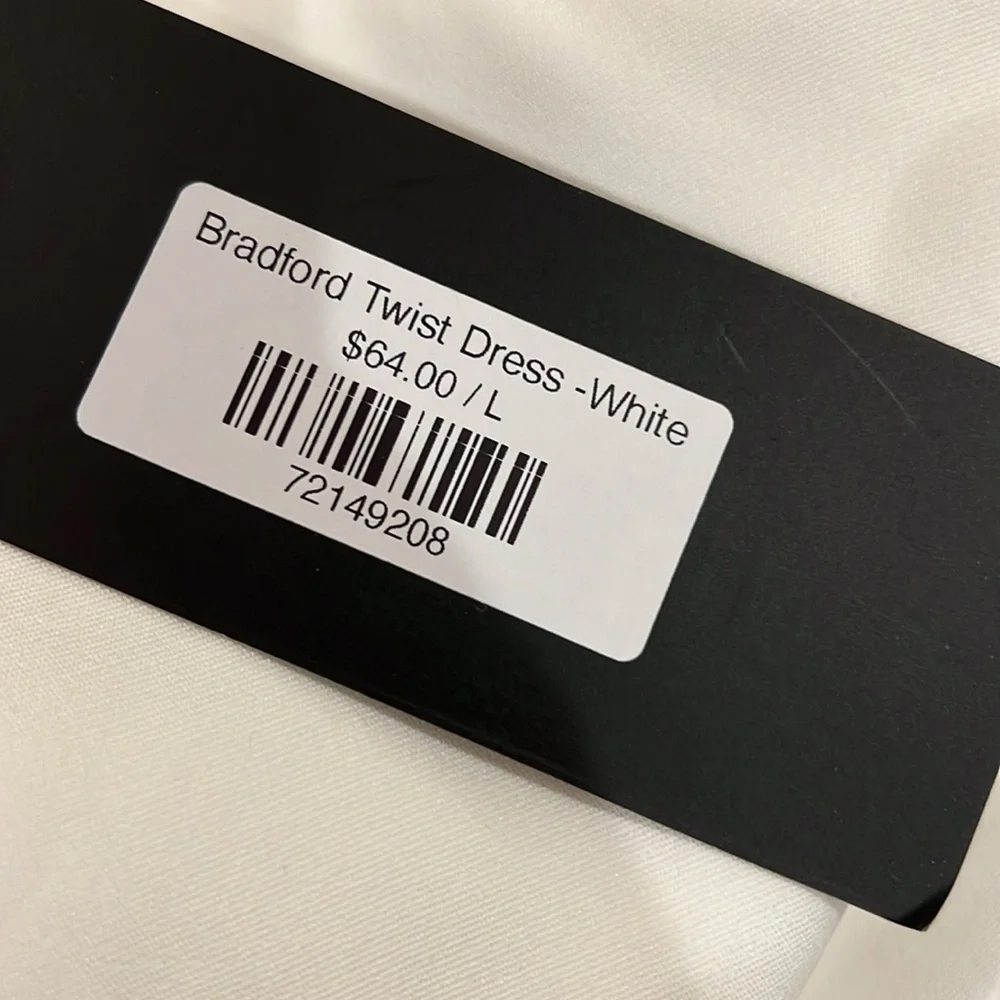 Bradford Twist Dress -White
$64.00 / L
72149208